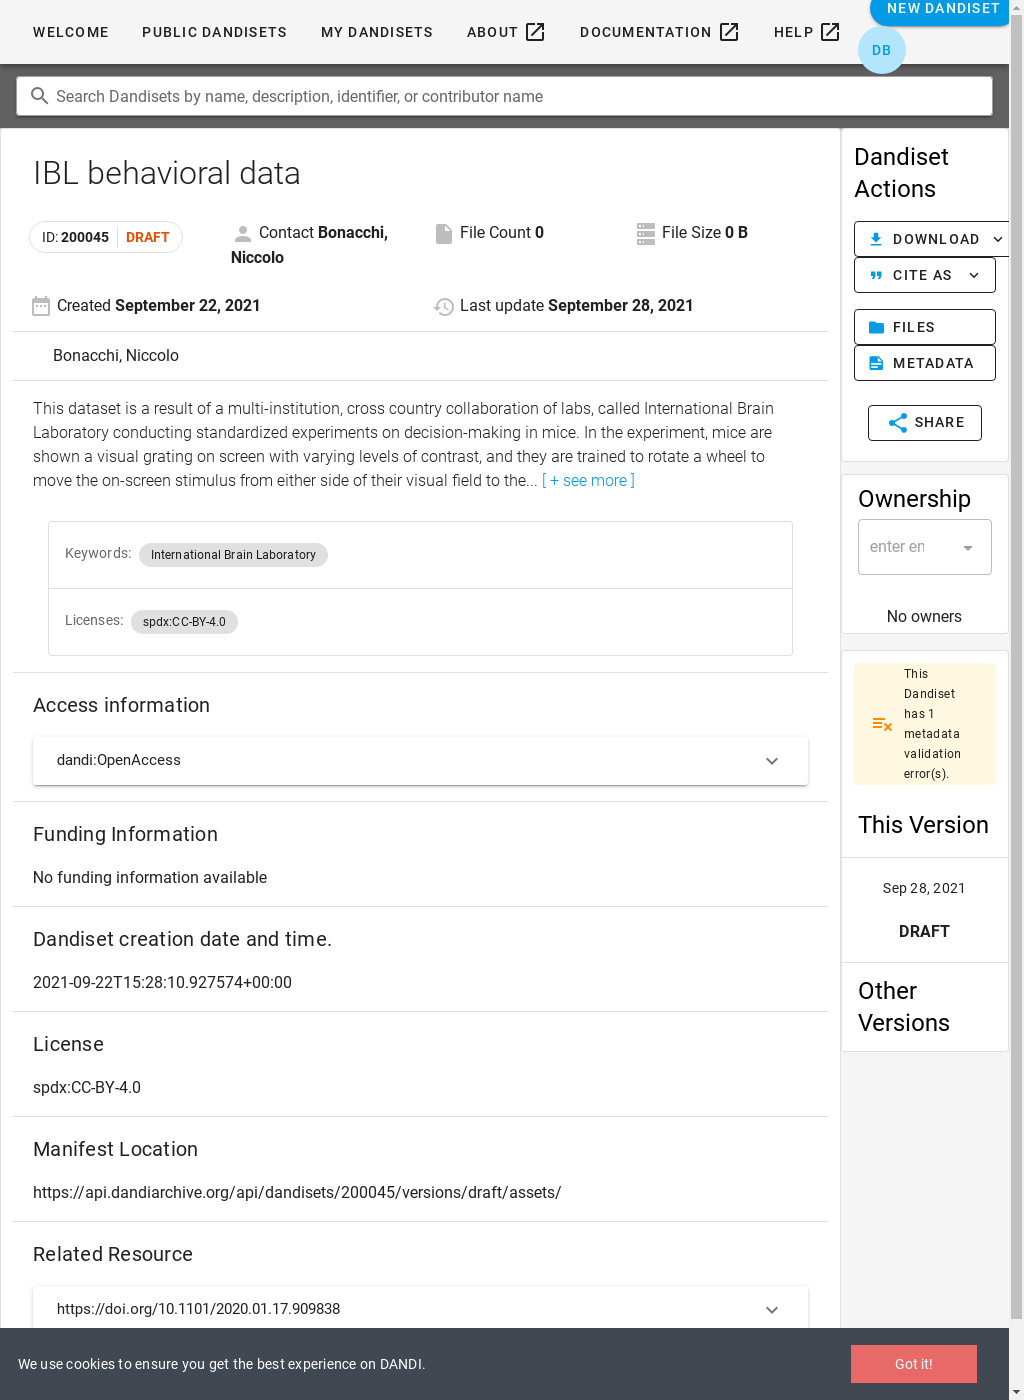 WELCOME
PUBLIC DANDISETS
MY DANDISETS
ABOUT
DOCUMENTATION
HELP
NEW DANDISET
DB
Search Dandisets by name, description, identifier, or contributor name
IBL behavioral data
ID: 200045 DRAFT
Contact Bonacchi,
Niccolo
File Count 0
File Size 0 B
Created September 22, 2021
Last update September 28, 2021
Bonacchi, Niccolo
This dataset is a result of a multi-institution, cross country collaboration of labs, called International Brain
Laboratory conducting standardized experiments on decision-making in mice. In the experiment, mice are
shown a visual grating on screen with varying levels of contrast, and they are trained to rotate a wheel to
move the on-screen stimulus from either side of their visual field to the... [ + see more ]
Keywords: International Brain Laboratory
Licenses: spdx:CC-BY-4.0
Access information
dandi:OpenAccess
Funding Information
No funding information available
Dandiset creation date and time.
2021-09-22T15:28:10.927574+00:00
License
spdx:CC-BY-4.0
Manifest Location
https://api.dandiarchive.org/api/dandisets/200045/versions/draft/assets/
Related Resource
https://doi.org/10.1101/2020.01.17.909838
Dandiset
Actions
DOWNLOAD
CITE AS
FILES
METADATA
SHARE
Ownership
enter en
No owners
This
Dandiset
has 1
metadata
validation
error(s).
This Version
Sep 28, 2021
DRAFT
Other
Versions
We use cookies to ensure you get the best experience on DANDI.
Got it!